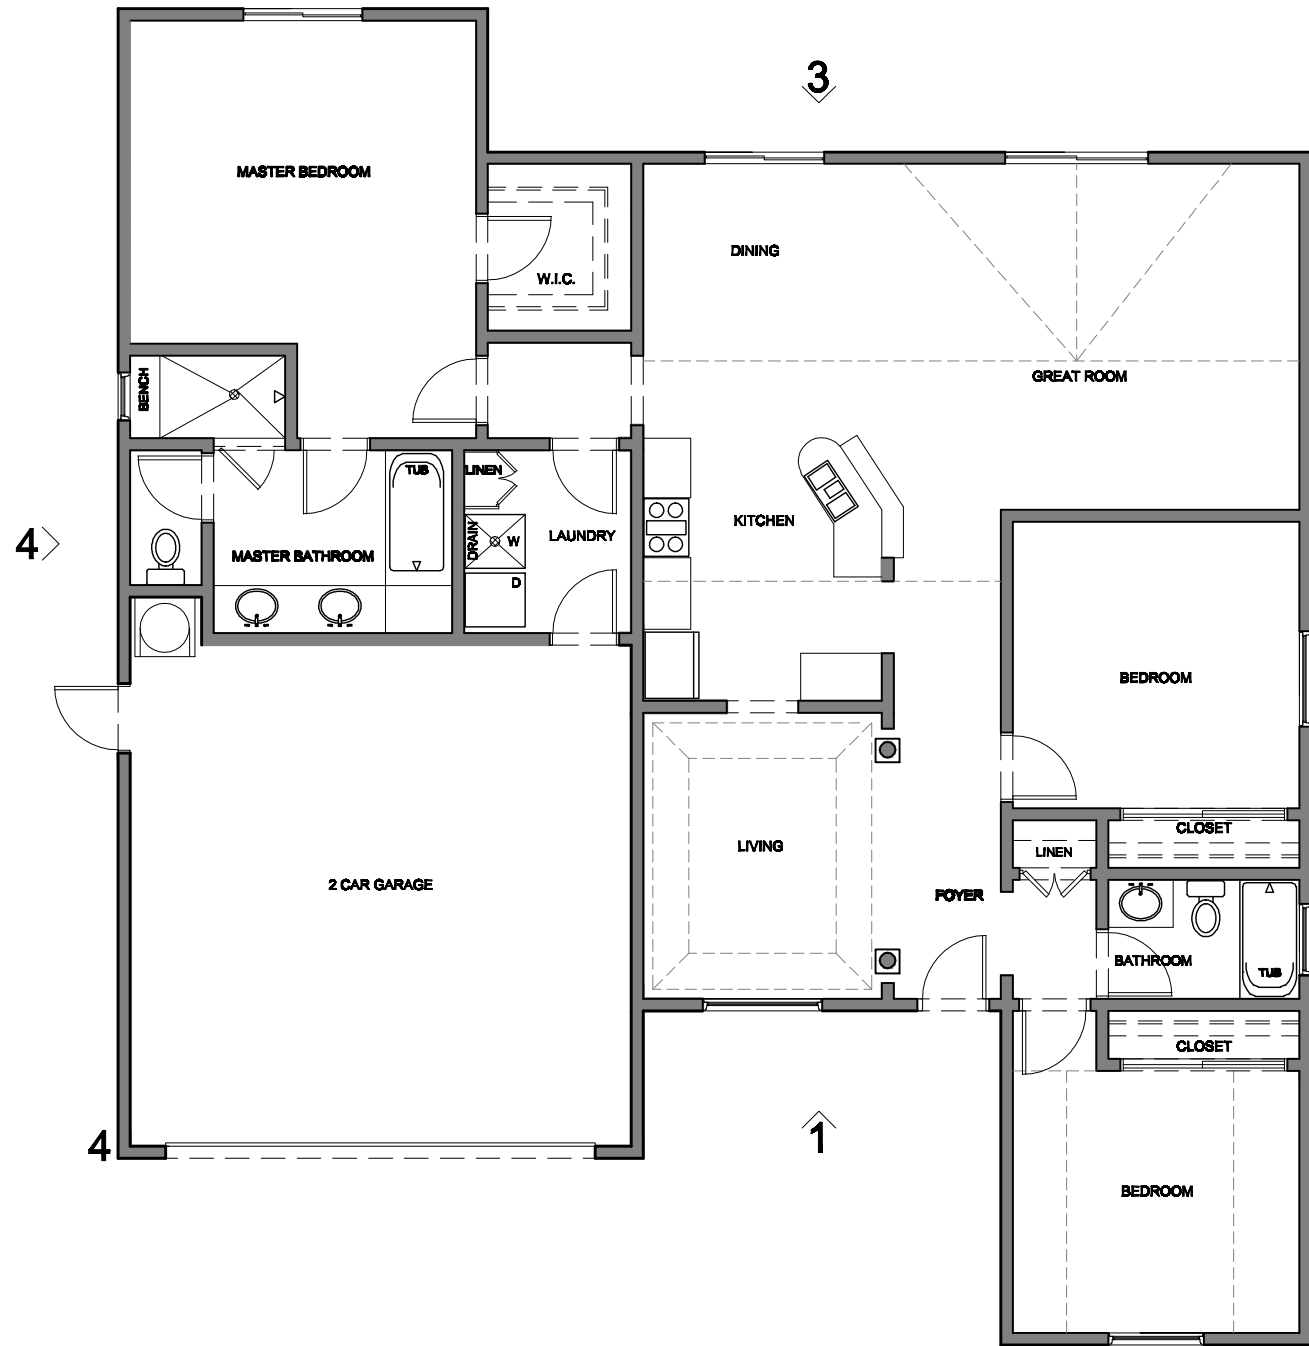 3
MASTER BEDROOM
DINING
W.I.C.
GREAT ROOM
BENCH
TUB
LINEN
KITCHEN
DRAIN
W
LAUNDRY
4
MASTER BATHROOM
D
BEDROOM
CLOSET
LIVING
LINEN
2 CAR GARAGE
FOYER
BATHROOM
TUB
CLOSET
1
4
BEDROOM